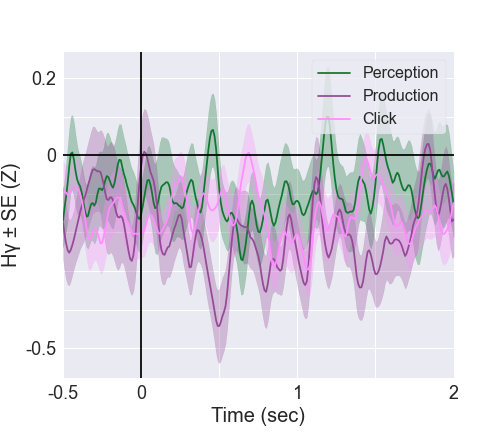 Perception
Production
Click
0.2
0
-0.5
Hγ ± SE (Z)
-0.5 0 1 2
Time (sec)